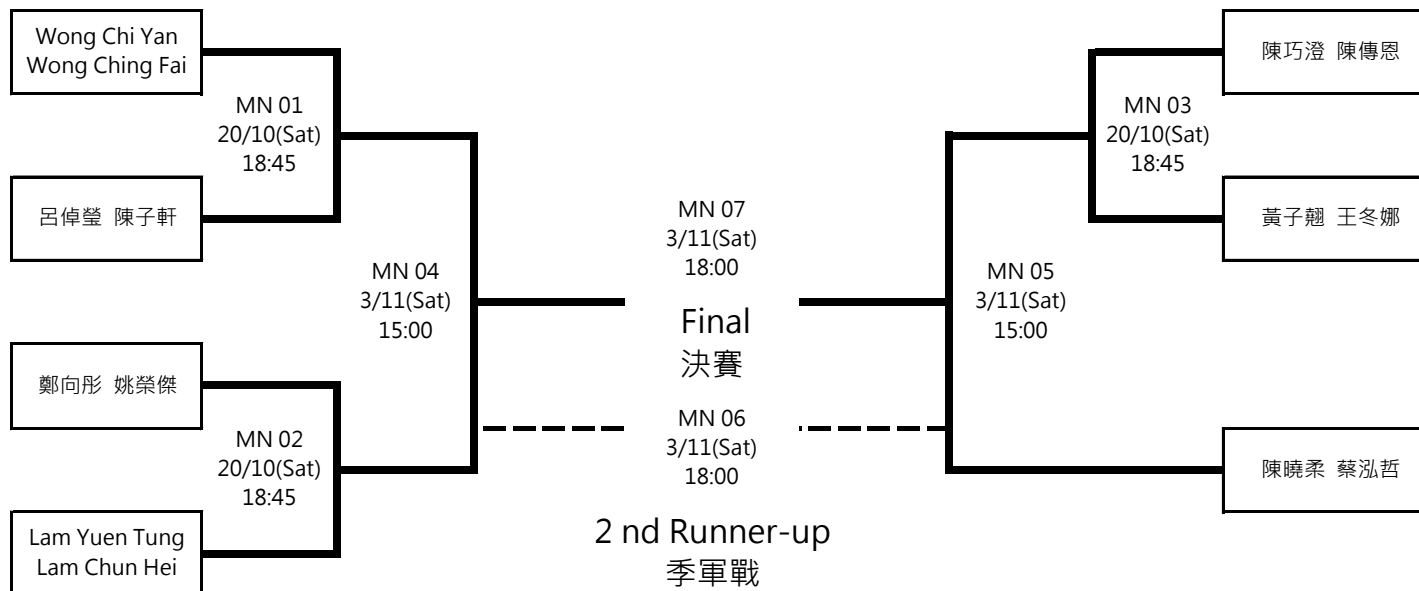 Wong Chi Yan
Wong Ching Fai
MN 01
20/10(Sat)
18:45
呂倬瑩 陳子軒
MN 04
3/11(Sat)
15:00
鄭向彤 姚榮傑
MN 02
20/10(Sat)
18:45
Lam Yuen Tung
Lam Chun Hei
MN 07
3/11(Sat)
18:00
Final
決賽
MN 06
3/11(Sat)
18:00
2 nd Runner-up
季軍戰
陳巧澄 陳傳恩
MN 03
20/10(Sat)
18:45
黃子翹 王冬娜
MN 05
3/11(Sat)
15:00
陳曉柔 蔡泓哲